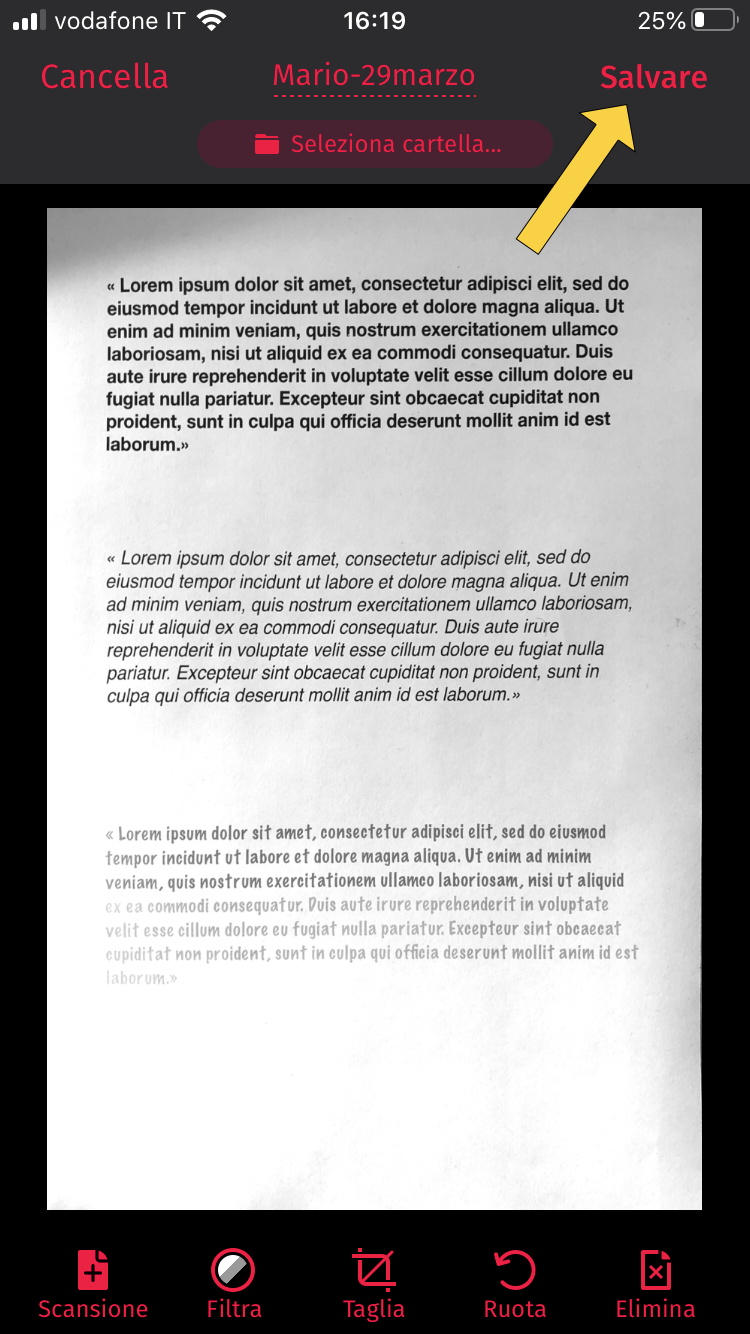 vodafone IT 16:19 25%
Cancella Mario-29marzo Salvare
Seleziona cartella...
« Lorem ipsum dolor sit amet, consectetur adipisci elit, sed do
eiusmod tempor incidunt ut labore et dolore magna aliqua. Ut
enim ad minim veniam, quis nostrum exercitationem ullamco
laboriosam, nisi ut aliquid ex ea commodi consequatur. Duis
aute irure reprehenderit in voluptate velit esse cillum dolore eu
fugiat nulla pariatur. Excepteur sint obcaecat cupiditat non
proident, sunt in culpa qui officia deserunt mollit anim id est
laborum.»
« Lorem ipsum dolor sit amet, consectetur adipisci elit, sed do
eiusmod tempor incidunt ut labore et dolore magna aliqua. Ut enim
ad minim veniam, quis nostrum exercitationem ullamco laboriosam,
nisi ut aliquid ex ea commodi consequatur. Duis aute irure
reprehenderit in voluptate velit esse cillum dolore eu fugiat nulla
pariatur. Excepteur sint obcaecat cupiditat non proident, sunt in
culpa qui officia deserunt mollit anim id est laborum.»
« Lorem ipsum dolor sit amet, consectetur adipisci elit, sed do eiusmod
tempor incidunt ut labore et dolore magna aliqua. Ut enim ad minim
veniam, quis nostrum exercitationem ullamco laboriosam, nisi ut aliquid
ex ea commodi consequatur. Duis aute irure reprehenderit in voluptate
velit esse cillum dolore eu fugiat nulla pariatur. Excepteur sint obcaecat
cupiditat non proident, sunt in culpa qui officia deserunt mollit anim id est
laborum.»
Scansione Filtra Taglia Ruota Elimina